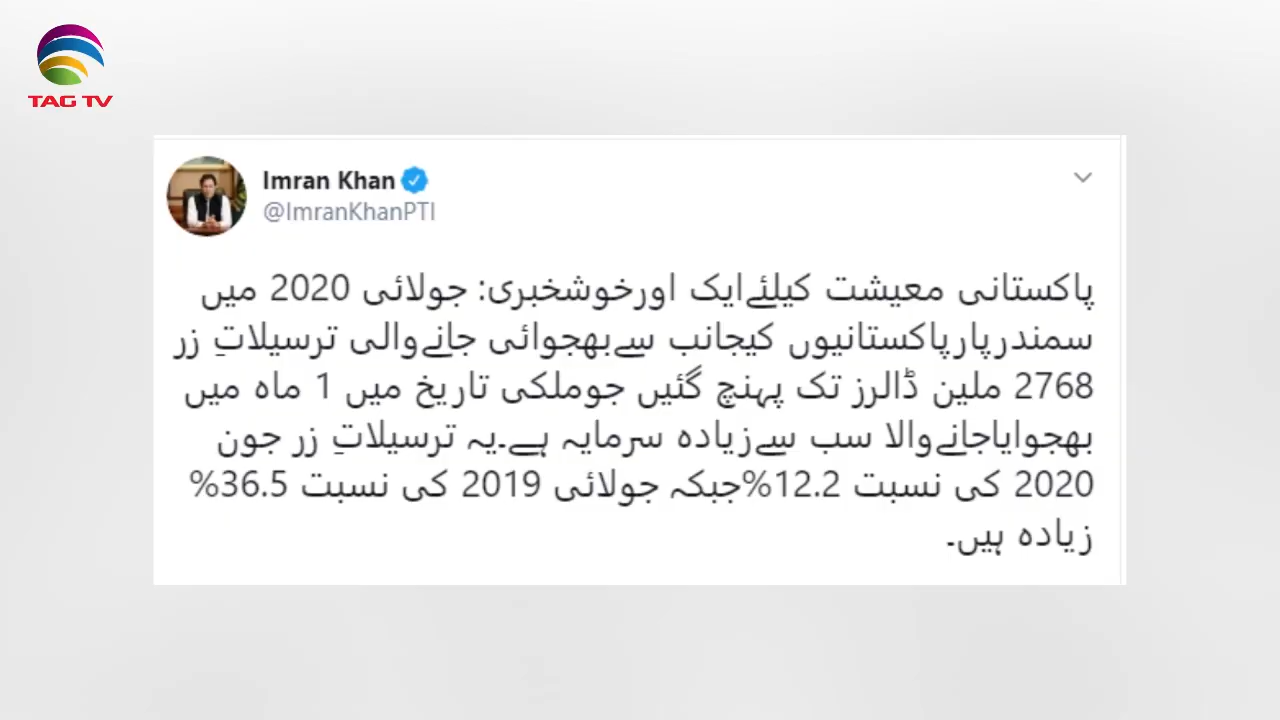 TAG TV
Imran Khan
@ImranKhanPTI
پاکستانی معیشت کیلئےایک اورخوشخبری: جولائی 2020 میں
سمندرپارپاکستانیوں کیجانب سےبھجوائی جانےوالی ترسیلاتِ زر
2768 ملین ڈالرز تک پہنچ گئیں جوملکی تاریخ میں 1 ماہ میں
بھجوایاجانےوالا سب سےزیادہ سرمایہ ہے۔یہ ترسیلاتِ زر جون
2020 کی نسبت 12.2%جبکہ جولائی 2019 کی نسبت 36.5%
زیادہ ہیں۔